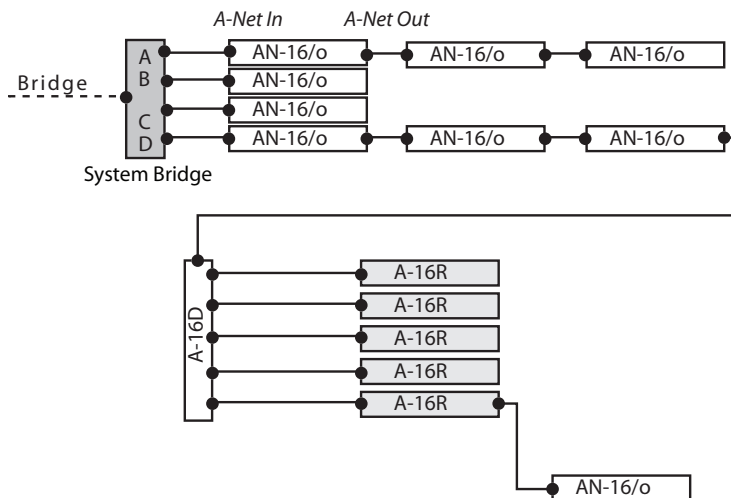 A-Net In A-Net Out
A AN-16/o AN-16/o AN-16/o
Bridge B AN-16/o
C AN-16/o
D AN-16/o AN-16/o AN-16/o
System Bridge
A-16D
A-16R
A-16R
A-16R
A-16R
A-16R
AN-16/o